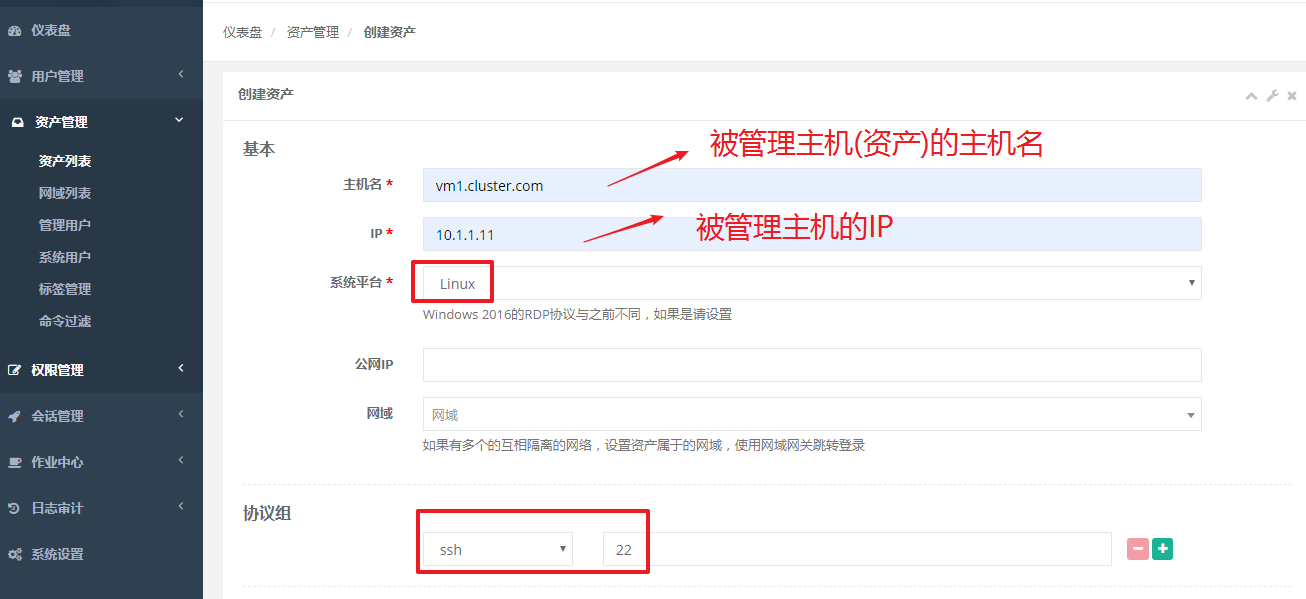 仪表盘
用户管理
资产管理
资产列表
网域列表
管理用户
系统用户
标签管理
命令过滤
权限管理
会话管理
作业中心
日志审计
系统设置
仪表盘 / 资产管理 / 创建资产
创建资产
基本
被管理主机(资产)的主机名
主机名 * vm1.cluster.com
被管理主机的IP
IP * 10.1.1.11
系统平台 * Linux
Windows 2016的RDP协议与之前不同，如果是请设置
公网IP
网域 网域
如果有多个的互相隔离的网络，设置资产属于的网域，使用网域网关跳转登录
协议组
ssh 22